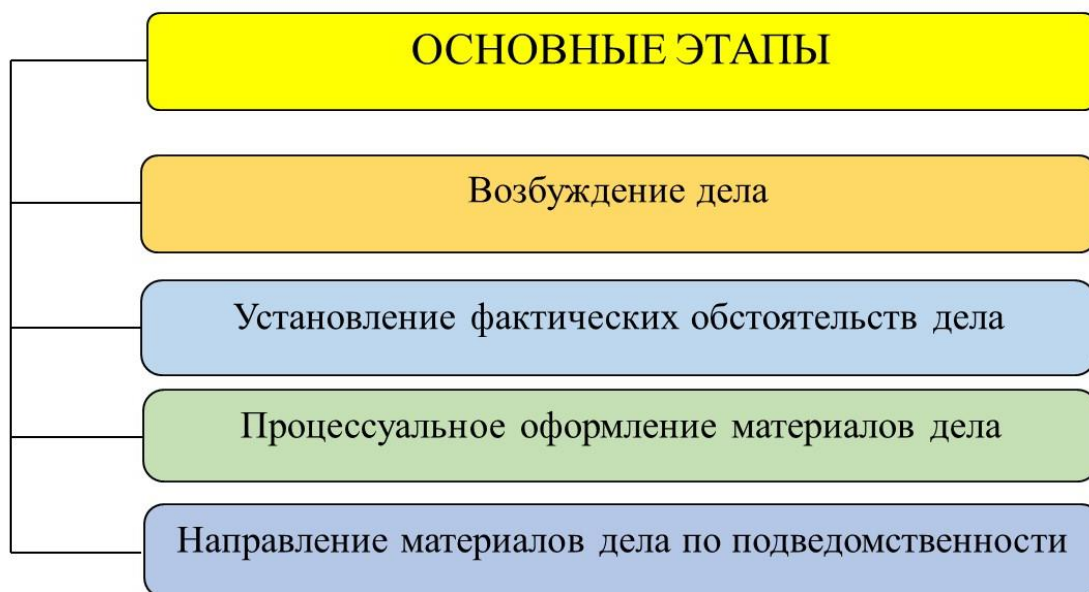 ОСНОВНЫЕ ЭТАПЫ
Возбуждение дела
Установление фактических обстоятельств дела
Процессуальное оформление материалов дела
Направление материалов дела по подведомственности